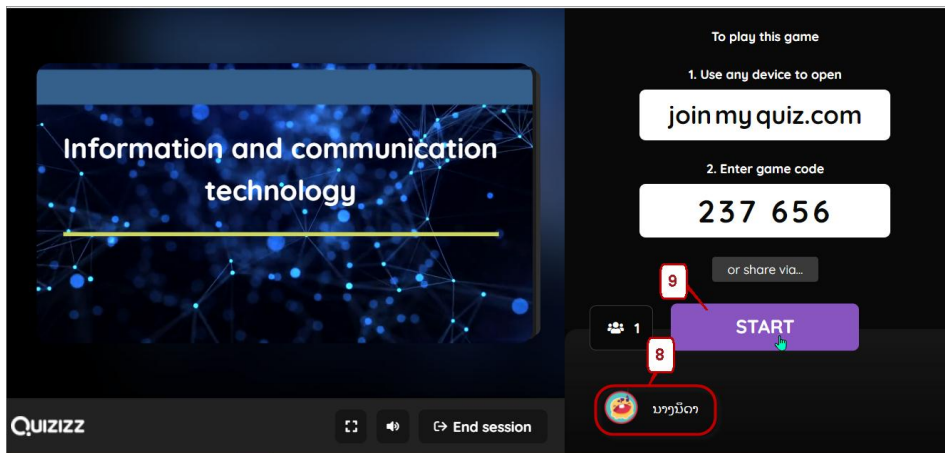 Information and communication
technology
QUIZIZZ
End session
To play this game
1. Use any device to open
joinmyquiz.com
2. Enter game code
237 656
or share via...
9
1
START
8
ນາງນິດາ